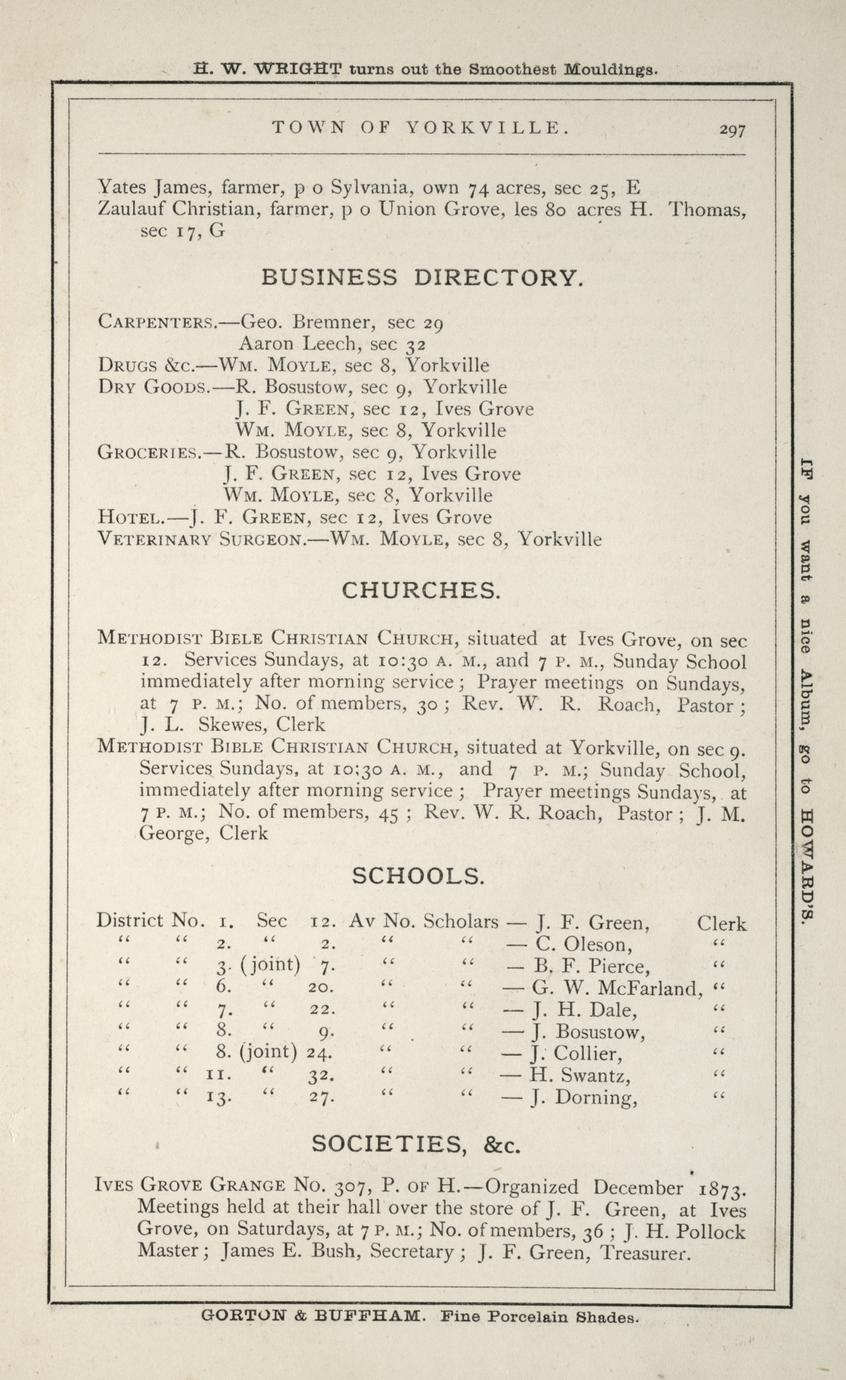 H. W. WRIGHT turns out the Smoothest Mouldings.
TOWN OF YORKVILLE. 297
Yates James, farmer, p o Sylvania, own 74 acres, sec 25, E
Zaulauf Christian, farmer, p o Union Grove, les 80 acres H. Thomas,
sec 17, G
BUSINESS DIRECTORY.
CARPENTERS.—Geo. Bremner, sec 29
Aaron Leech, sec 32
DRUGS &c.—WM. MOYLE, sec 8, Yorkville
DRY GOODS.—R. Bosustow, sec 9, Yorkville
J. F. GREEN, sec 12, Ives Grove
WM. MOYLE, sec 8, Yorkville
GROCERIES.—R. Bosustow, sec 9, Yorkville
J. F. GREEN, sec 12, Ives Grove
WM. MOYLE, sec 8, Yorkville
HOTEL.—J. F. GREEN, sec 12, Ives Grove
VETERINARY SURGEON.—WM. MOYLE, sec 8, Yorkville
CHURCHES.
METHODIST BIELE CHRISTIAN CHURCH, situated at Ives Grove, on sec
12. Services Sundays, at 10:30 A. M., and 7 P. M., Sunday School
immediately after morning service; Prayer meetings on Sundays,
at 7 P. M.; No. of members, 30; Rev. W. R. Roach, Pastor;
J. L. Skewes, Clerk
METHODIST BIBLE CHRISTIAN CHURCH, situated at Yorkville, on sec 9.
Services Sundays, at 10;30 A. M., and 7 P. M.; Sunday School,
immediately after morning service; Prayer meetings Sundays, at
7 P. M.; No. of members, 45; Rev. W. R. Roach, Pastor; J. M.
George, Clerk
SCHOOLS.
District No. 1. Sec 12. Av No. Scholars — J. F. Green, Clerk
“ “ 2. “ 2. “ “ — C. Oleson, “
“ “ 3. (joint) 7. “ “ — B. F. Pierce, “
“ “ 6. “ 20. “ “ — G. W. McFarland, “
“ “ 7. “ 22. “ “ — J. H. Dale, “
“ “ 8. “ 9. “ “ — J. Bosustow, “
“ “ 8. (joint) 24. “ “ — J. Collier, “
“ “ 11. “ 32. “ “ — H. Swantz, “
“ “ 13. “ 27. “ “ — J. Dorning, “
SOCIETIES, &c.
IVES GROVE GRANGE NO. 307, P. OF H.—Organized December 1873.
Meetings held at their hall over the store of J. F. Green, at Ives
Grove, on Saturdays, at 7 P. M.; No. of members, 36; J. H. Pollock
Master; James E. Bush, Secretary; J. F. Green, Treasurer.
GORTON & BUFFHAM. Fine Porcelain Shades.
IF you want a nice Album, go to HOWARD'S.